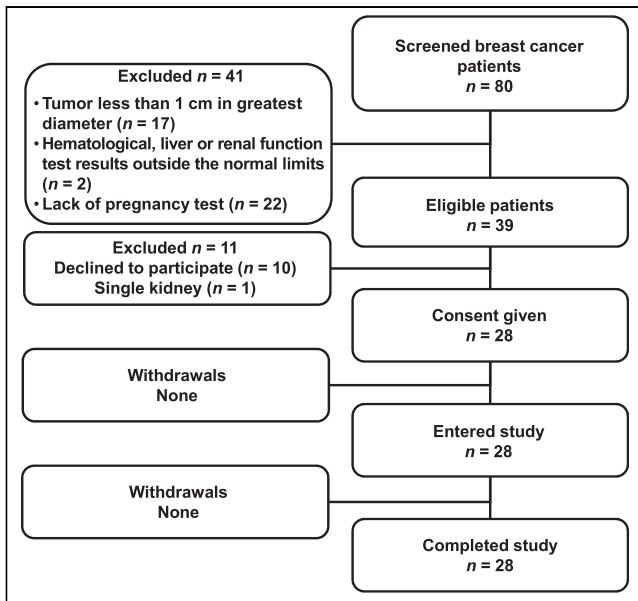 Screened breast cancer
patients
n = 80
Excluded n = 41
• Tumor less than 1 cm in greatest
diameter (n = 17)
• Hematological, liver or renal function
test results outside the normal limits
(n = 2)
• Lack of pregnancy test (n = 22)
Eligible patients
n = 39
Excluded n = 11
Declined to participate (n = 10)
Single kidney (n = 1)
Consent given
n = 28
Withdrawals
None
Entered study
n = 28
Withdrawals
None
Completed study
n = 28